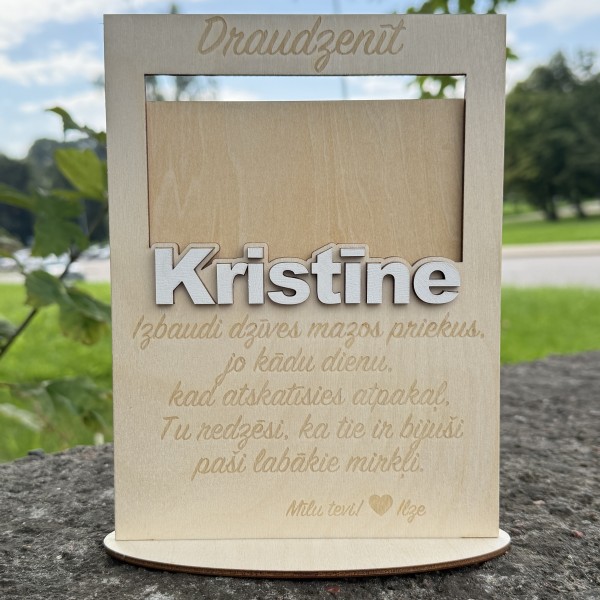 Draudzenīt
Kristīne
Izbaudi dzīves mazos priekus,
jo kādu dienu,
kad atskatīsies atpakaļ,
Tu redzēsi, ka tie ir bijuši
paši labākie mirkļi.
Mīlu tevi! ♥ Ilze